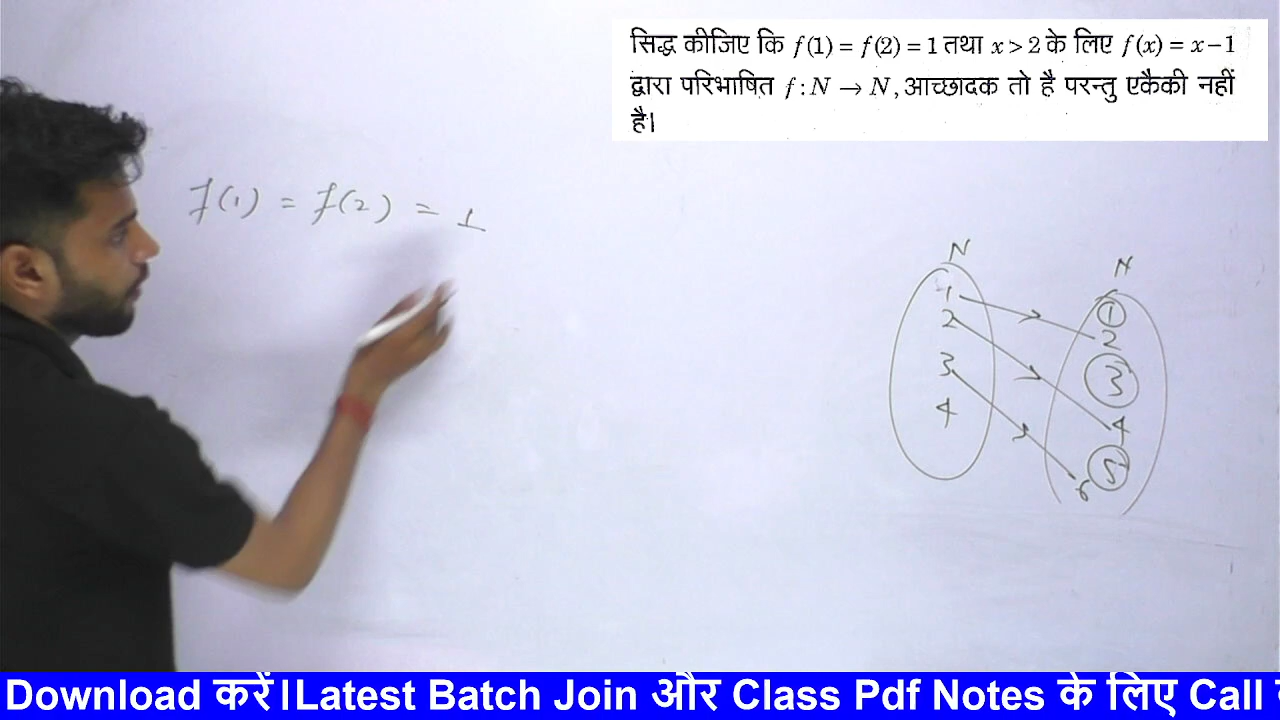 सिद्ध कीजिए कि f(1) = f(2) = 1 तथा x > 2 के लिए f(x) = x−1
द्वारा परिभाषित f : N → N, आच्छादक तो है परन्तु एकैकी नहीं
है।
f(1) = f(2) = 1
N N
1 1
2 2
3 3
4 4
5
6
Download करें।Latest Batch Join और Class Pdf Notes के लिए Call